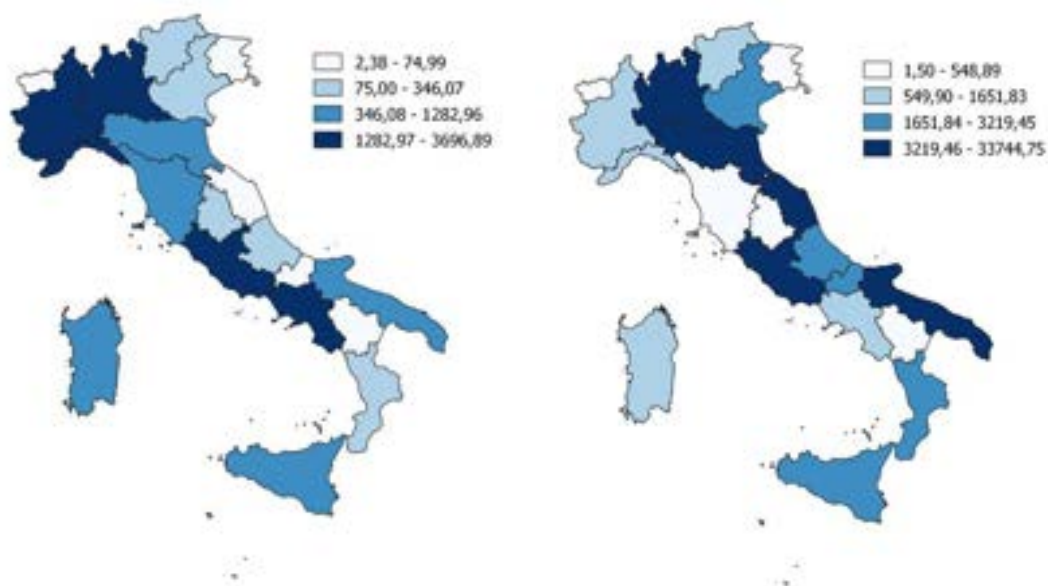 2,38 - 74,99
75,00 - 346,07
346,08 - 1282,96
1282,97 - 3696,89
1,50 - 548,89
549,90 - 1651,83
1651,84 - 3219,45
3219,46 - 33744,75